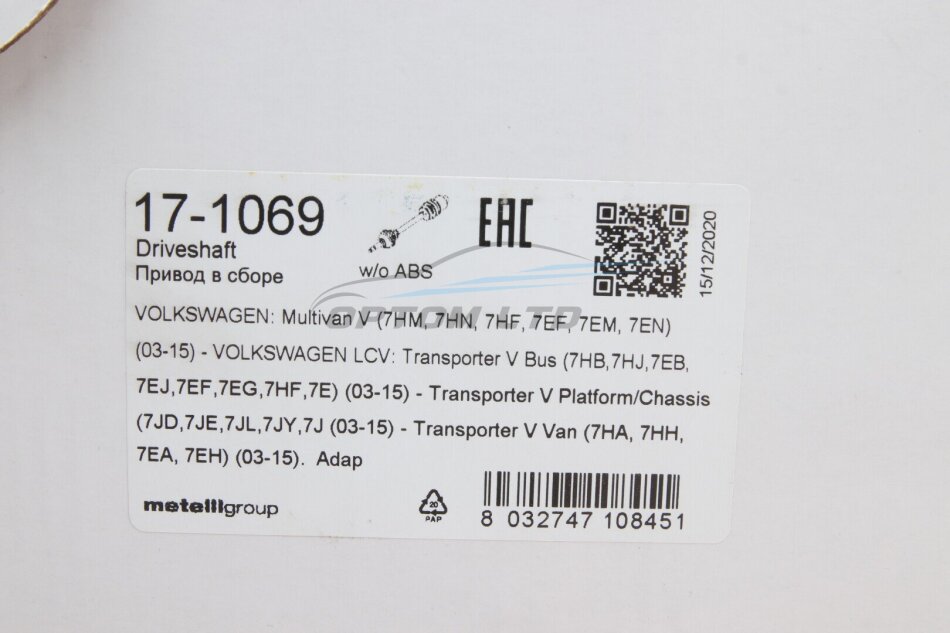 17-1069
Driveshaft
Привод в сборе
w/o ABS
EAC
15/12/2020
OPTOM LTD
VOLKSWAGEN: Multivan V (7HM, 7HN, 7HF, 7EF, 7EM, 7EN)
(03-15) - VOLKSWAGEN LCV: Transporter V Bus (7HB,7HJ,7EB,
7EJ,7EF,7EG,7HF,7E) (03-15) - Transporter V Platform/Chassis
(7JD,7JE,7JL,7JY,7J (03-15) - Transporter V Van (7HA, 7HH,
7EA, 7EH) (03-15). Adap
metelligroup
20
PAP
8 032747 108451